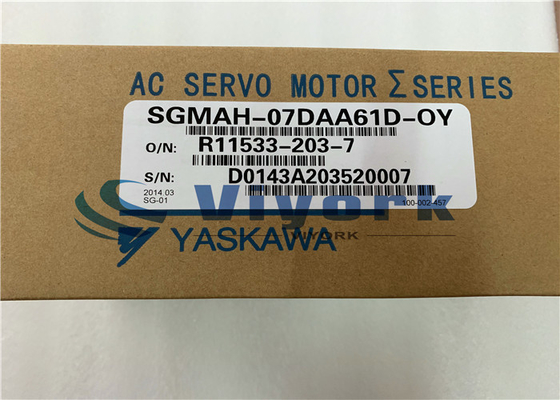 AC SERVO MOTOR Σ SERIES
SGMAH-07DAA61D-OY
O/N: R11533-203-7
S/N: D0143A203520007
2014.03
SG-01
100-002-457
Viyork
VIYORK
YASKAWA